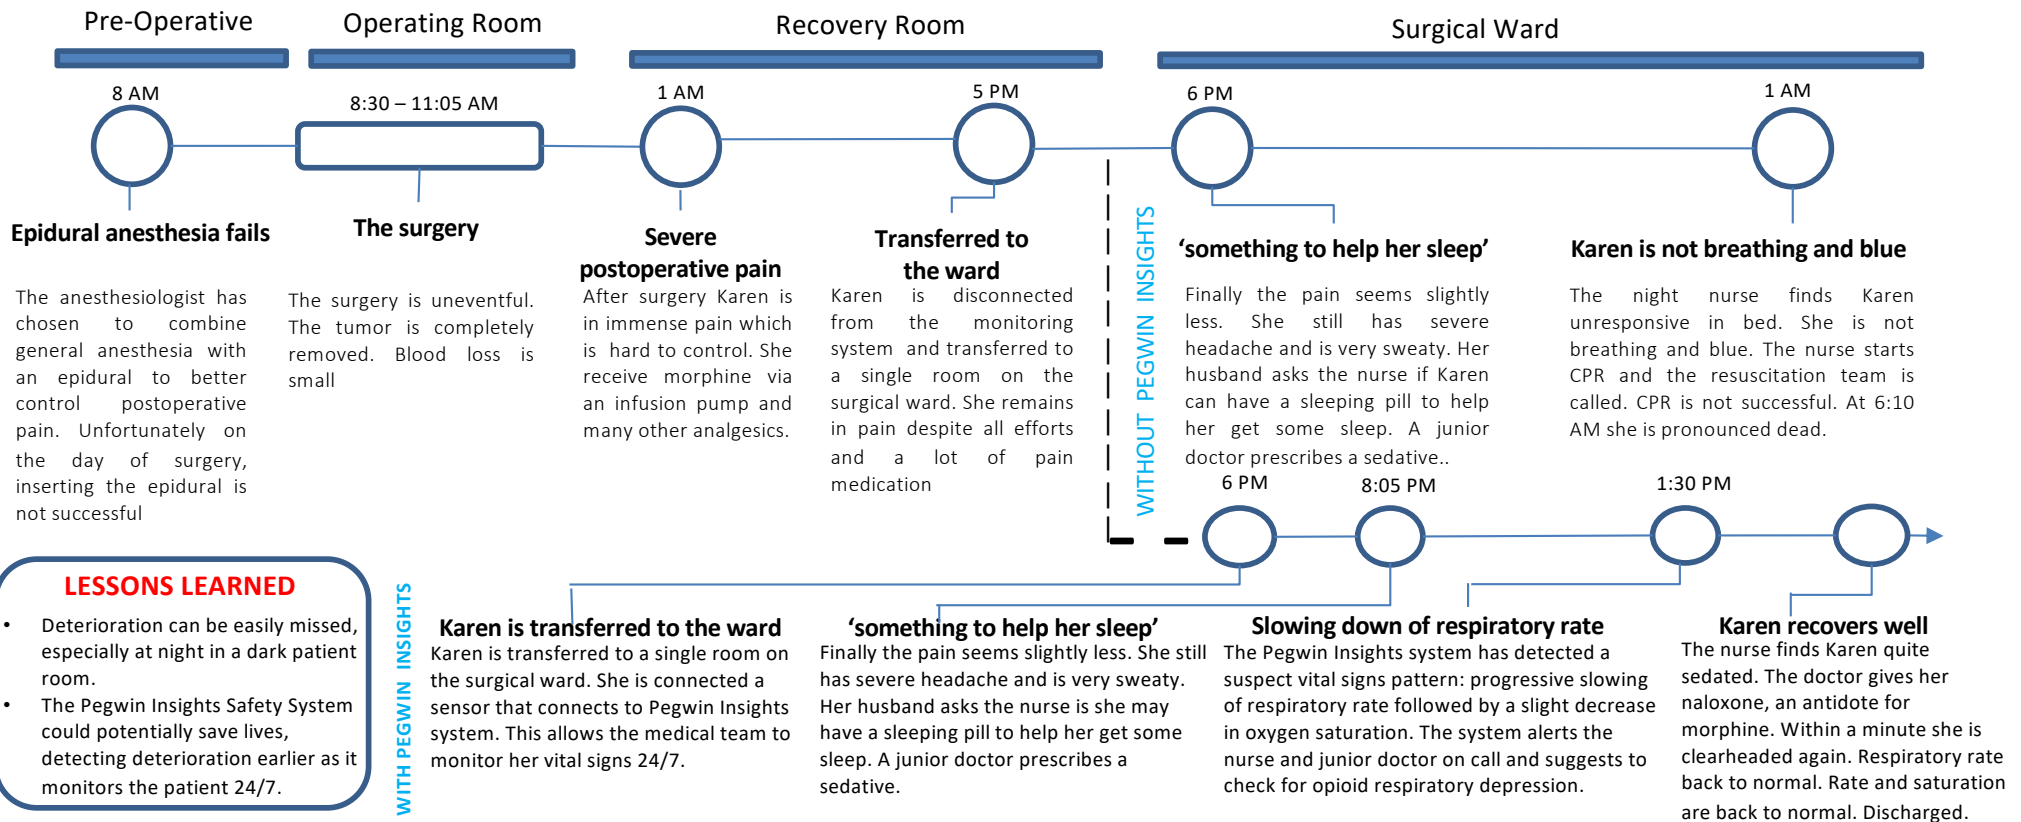 Pre-Operative
Operating Room
Recovery Room
Surgical Ward
8 AM
8:30 – 11:05 AM
1 AM
5 PM
6 PM
1 AM
Epidural anesthesia fails
The anesthesiologist has
chosen to combine
general anesthesia with
an epidural to better
control postoperative
pain. Unfortunately on
the day of surgery,
inserting the epidural is
not successful
The surgery
The surgery is uneventful.
The tumor is completely
removed. Blood loss is
small
Severe
postoperative pain
After surgery Karen is
in immense pain which
is hard to control. She
receive morphine via
an infusion pump and
many other analgesics.
Transferred to
the ward
Karen is disconnected
from the monitoring
system and transferred to
a single room on the
surgical ward. She remains
in pain despite all efforts
and a lot of pain
medication
WITHOUT PEGWIN INSIGHTS
‘something to help her sleep’
Finally the pain seems slightly
less. She still has severe
headache and is very sweaty. Her
husband asks the nurse if Karen
can have a sleeping pill to help
her get some sleep. A junior
doctor prescribes a sedative..
Karen is not breathing and blue
The night nurse finds Karen
unresponsive in bed. She is not
breathing and blue. The nurse starts
CPR and the resuscitation team is
called. CPR is not successful. At 6:10
AM she is pronounced dead.
6 PM
8:05 PM
1:30 PM
LESSONS LEARNED
• Deterioration can be easily missed,
especially at night in a dark patient
room.
• The Pegwin Insights Safety System
could potentially save lives,
detecting deterioration earlier as it
monitors the patient 24/7.
WITH PEGWIN INSIGHTS
Karen is transferred to the ward
Karen is transferred to a single room on
the surgical ward. She is connected a
sensor that connects to Pegwin Insights
system. This allows the medical team to
monitor her vital signs 24/7.
‘something to help her sleep’
Finally the pain seems slightly less. She still
has severe headache and is very sweaty.
Her husband asks the nurse is she may
have a sleeping pill to help her get some
sleep. A junior doctor prescribes a
sedative.
Slowing down of respiratory rate
The Pegwin Insights system has detected a
suspect vital signs pattern: progressive slowing
of respiratory rate followed by a slight decrease
in oxygen saturation. The system alerts the
nurse and junior doctor on call and suggests to
check for opioid respiratory depression.
Karen recovers well
The nurse finds Karen quite
sedated. The doctor gives her
naloxone, an antidote for
morphine. Within a minute she is
clearheaded again. Respiratory rate
back to normal. Rate and saturation
are back to normal. Discharged.